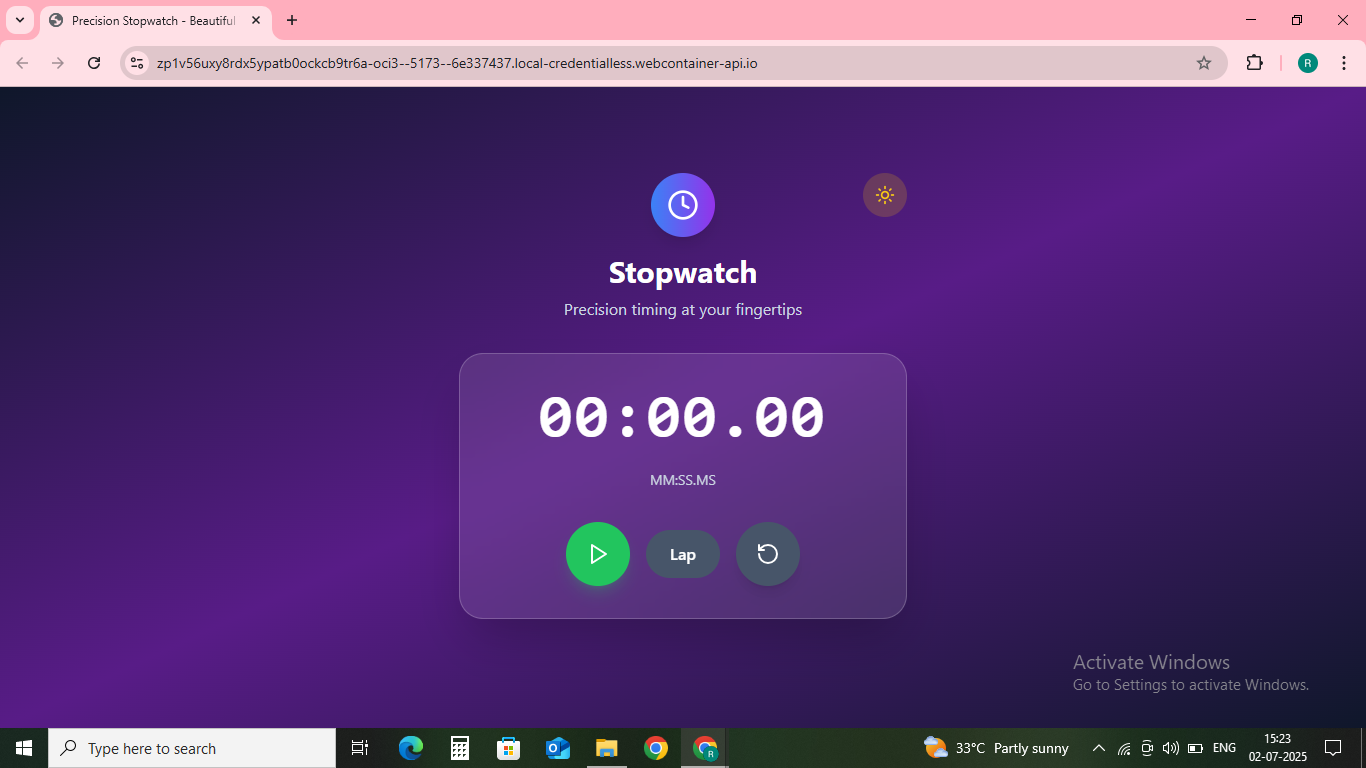 Precision Stopwatch - Beautiful
zp1v56uxy8rdx5ypatb0ockcb9tr6a-oci3--5173--6e337437.local-credentialless.webcontainer-api.io
R
Stopwatch
Precision timing at your fingertips
00:00.00
MM:SS.MS
Lap
Activate Windows
Go to Settings to activate Windows.
Type here to search
33°C Partly sunny
ENG
15:23
02-07-2025